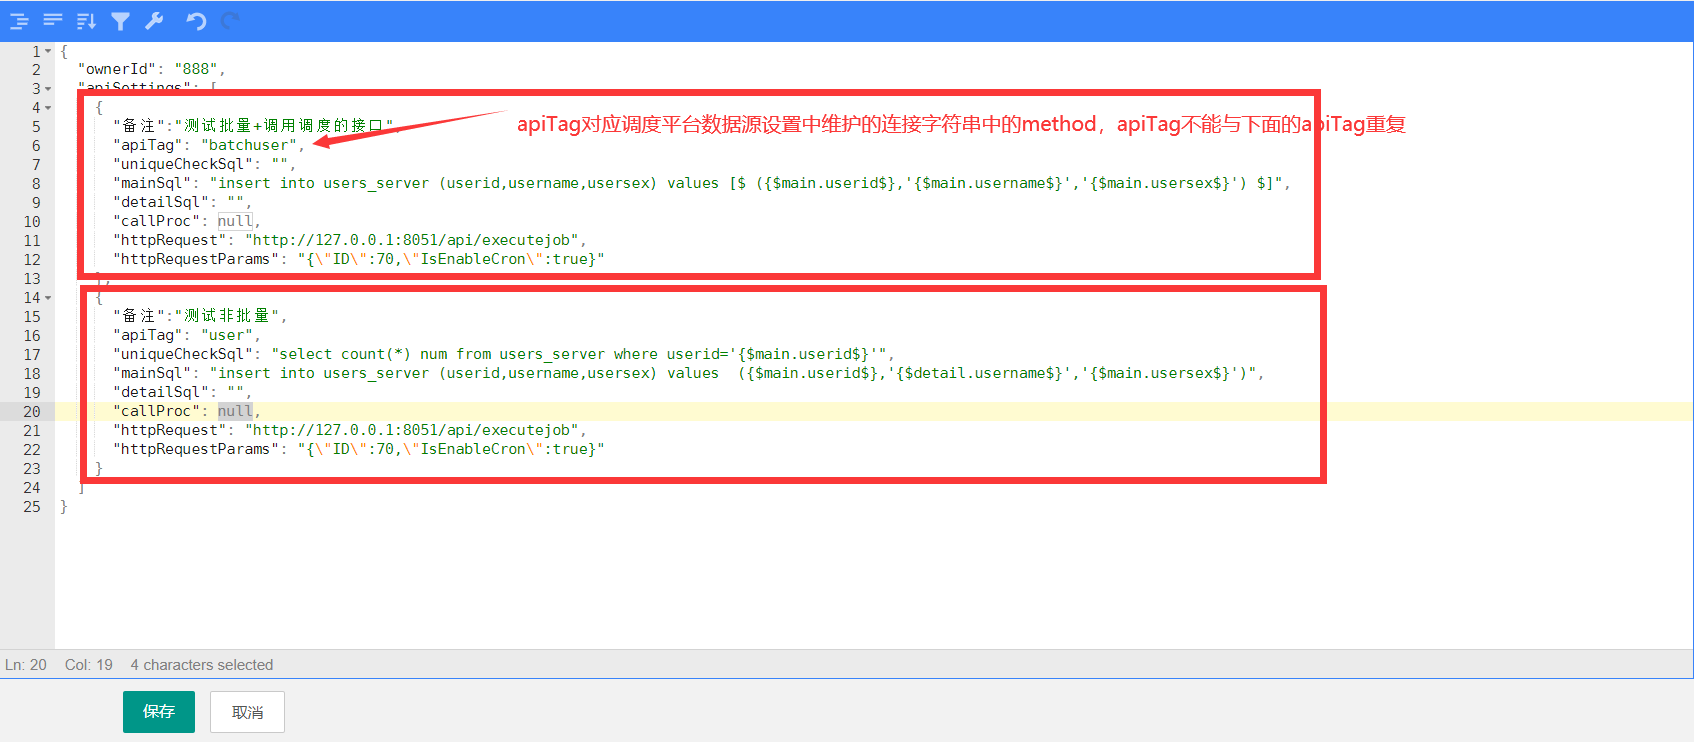 1 {
2 "ownerId": "888",
3 "apiSettings": [
4 {
5 "备注":"测试批量+调用调度的接口",
apiTag对应调度平台数据源设置中维护的连接字符串中的method，apiTag不能与下面的apiTag重复
6 "apiTag": "batchuser",
7 "uniqueCheckSql": "",
8 "mainSql": "insert into users_server (userid,username,usersex) values [$ ({$main.userid$},'{$main.username$}','{$main.usersex$}') $]",
9 "detailSql": "",
10 "callProc": null,
11 "httpRequest": "http://127.0.0.1:8051/api/executejob",
12 "httpRequestParams": "{\"ID\":70,\"IsEnableCron\":true}"
13 },
14 {
15 "备注":"测试非批量",
16 "apiTag": "user",
17 "uniqueCheckSql": "select count(*) num from users_server where userid='{$main.userid$}'",
18 "mainSql": "insert into users_server (userid,username,usersex) values  ({$main.userid$},'{$detail.username$}','{$main.usersex$}')",
19 "detailSql": "",
20 "callProc": null,
21 "httpRequest": "http://127.0.0.1:8051/api/executejob",
22 "httpRequestParams": "{\"ID\":70,\"IsEnableCron\":true}"
23 }
24 ]
25 }
Ln: 20 Col: 19 4 characters selected
保存 取消